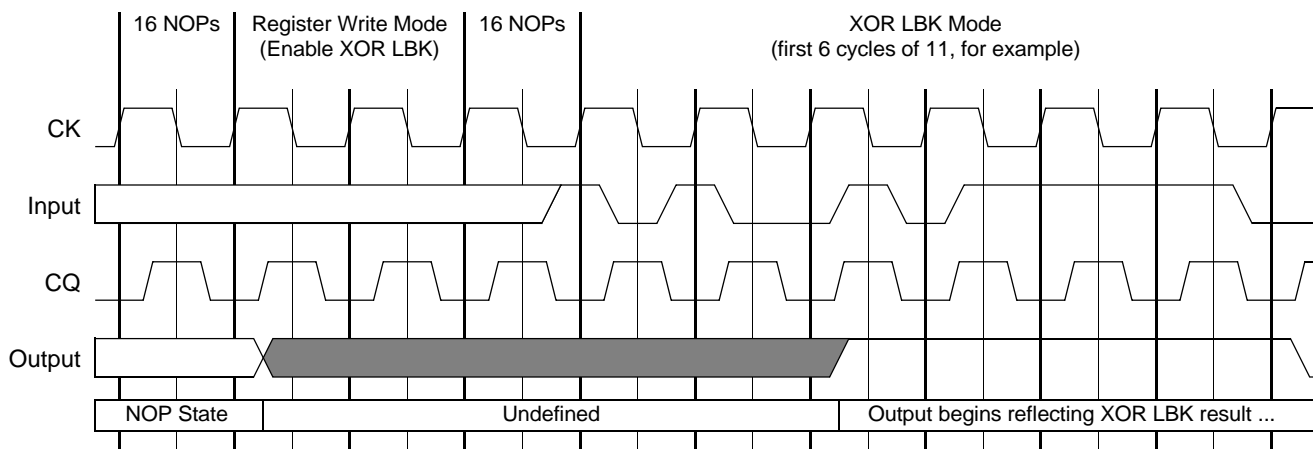 16 NOPs
Register Write Mode
(Enable XOR LBK)
16 NOPs
XOR LBK Mode
(first 6 cycles of 11, for example)
CK
Input
CQ
Output
NOP State
Undefined
Output begins reflecting XOR LBK result ...